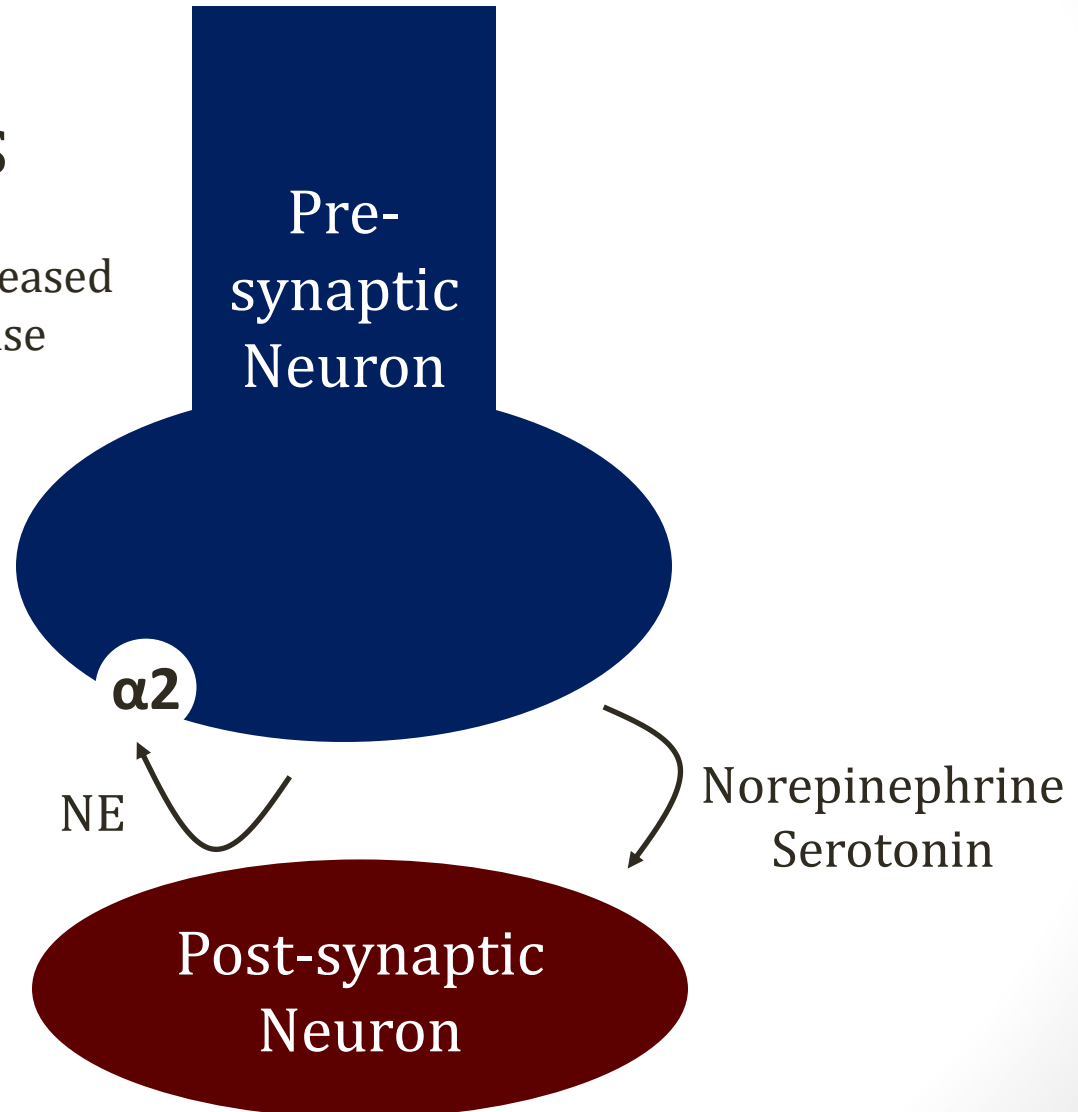 s
Pre-
eased
synaptic
se
Neuron
α2
NE
Norepinephrine
Serotonin
Post-synaptic
Neuron